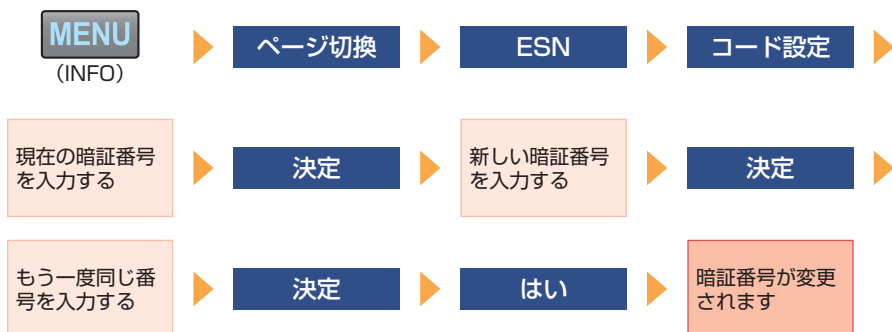 MENU
(INFO)
ページ切換
ESN
コード設定
現在の暗証番号
を入力する
決定
新しい暗証番号
を入力する
決定
もう一度同じ番
号を入力する
決定
はい
暗証番号が変更
されます